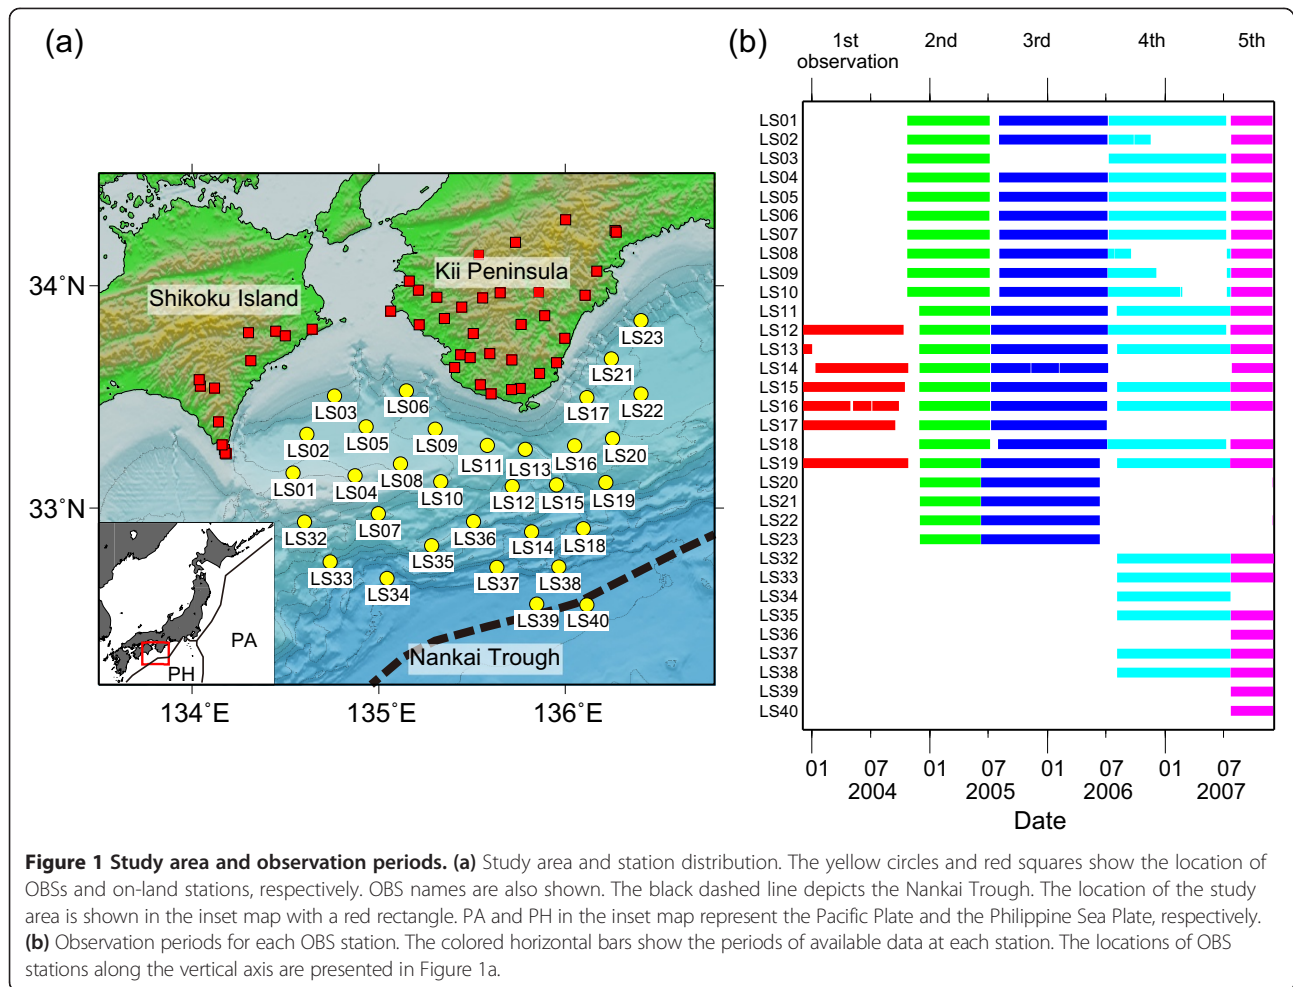 (a)
34˚N
33˚N
134˚E
135˚E
136˚E
Shikoku Island
Kii Peninsula
LS23
LS21
LS22
LS17
LS03
LS06
LS05
LS02
LS09
LS11
LS13
LS16
LS20
LS01
LS04
LS08
LS10
LS12
LS15
LS19
LS32
LS07
LS36
LS14
LS18
LS35
LS33
LS34
LS37
LS38
LS39
LS40
Nankai Trough
PA
PH
(b)
1st
observation
2nd
3rd
4th
5th
LS01
LS02
LS03
LS04
LS05
LS06
LS07
LS08
LS09
LS10
LS11
LS12
LS13
LS14
LS15
LS16
LS17
LS18
LS19
LS20
LS21
LS22
LS23
LS32
LS33
LS34
LS35
LS36
LS37
LS38
LS39
LS40
01 07 01 07 01 07 01 07
2004 2005 2006 2007
Date
Figure 1 Study area and observation periods. (a) Study area and station distribution. The yellow circles and red squares show the location of
OBSs and on-land stations, respectively. OBS names are also shown. The black dashed line depicts the Nankai Trough. The location of the study
area is shown in the inset map with a red rectangle. PA and PH in the inset map represent the Pacific Plate and the Philippine Sea Plate, respectively.
(b) Observation periods for each OBS station. The colored horizontal bars show the periods of available data at each station. The locations of OBS
stations along the vertical axis are presented in Figure 1a.